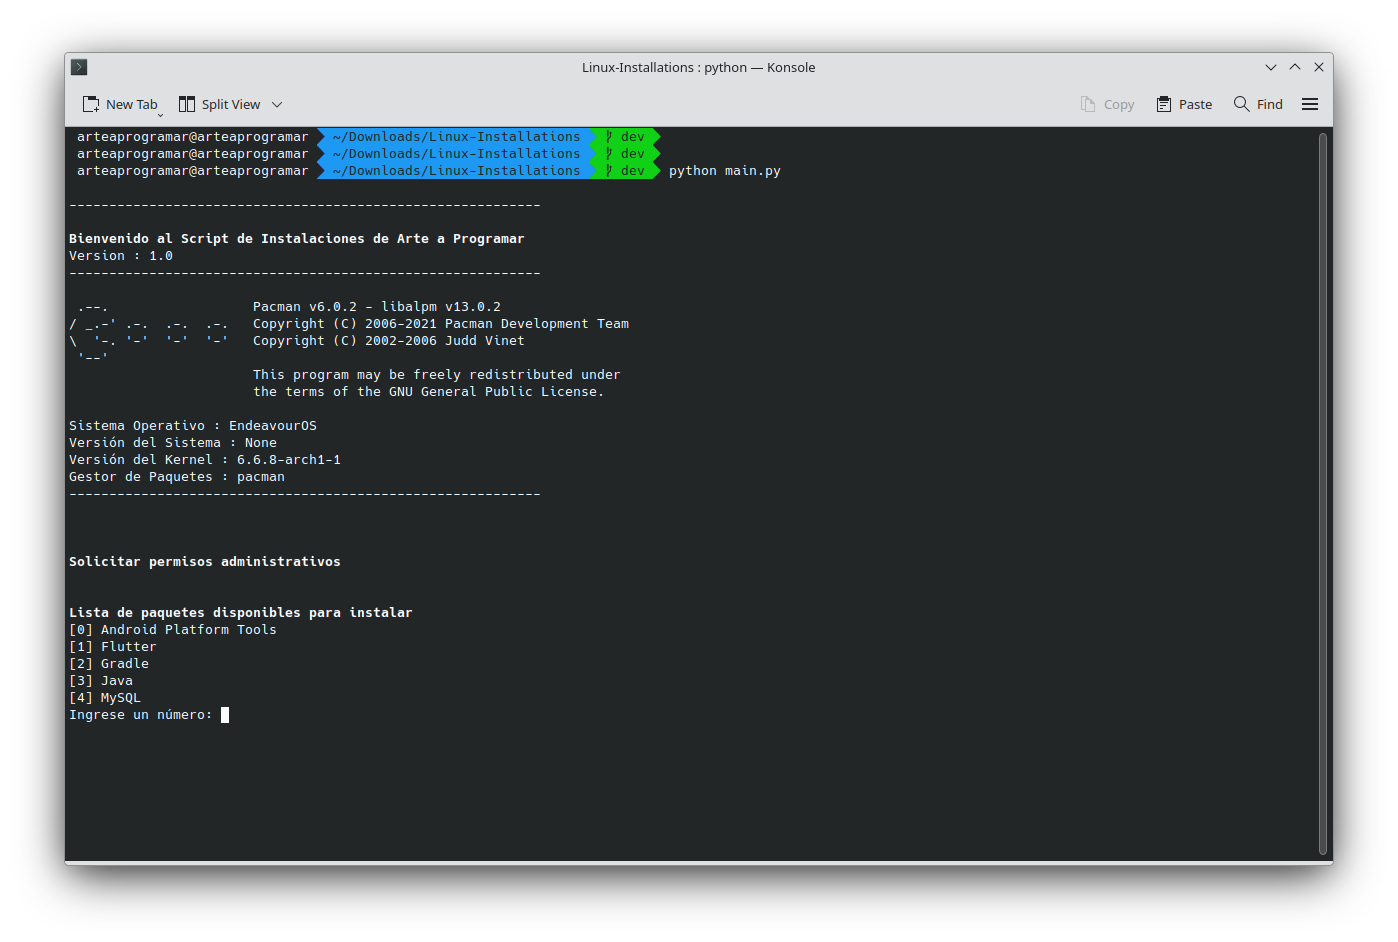 Linux-Installations : python — Konsole
New Tab Split View Copy Paste Find
arteaprogramar@arteaprogramar ~/Downloads/Linux-Installations dev
arteaprogramar@arteaprogramar ~/Downloads/Linux-Installations dev
arteaprogramar@arteaprogramar ~/Downloads/Linux-Installations dev python main.py
-----------------------------------------------------------
Bienvenido al Script de Instalaciones de Arte a Programar
Version : 1.0
-----------------------------------------------------------
 .--.                  Pacman v6.0.2 - libalpm v13.0.2
/ _.-' .-.  .-.  .-.   Copyright (C) 2006-2021 Pacman Development Team
\  '-. '-'  '-'  '-'   Copyright (C) 2002-2006 Judd Vinet
 '--'
                       This program may be freely redistributed under
                       the terms of the GNU General Public License.
Sistema Operativo : EndeavourOS
Versión del Sistema : None
Versión del Kernel : 6.6.8-arch1-1
Gestor de Paquetes : pacman
-----------------------------------------------------------
Solicitar permisos administrativos
Lista de paquetes disponibles para instalar
[0] Android Platform Tools
[1] Flutter
[2] Gradle
[3] Java
[4] MySQL
Ingrese un número: